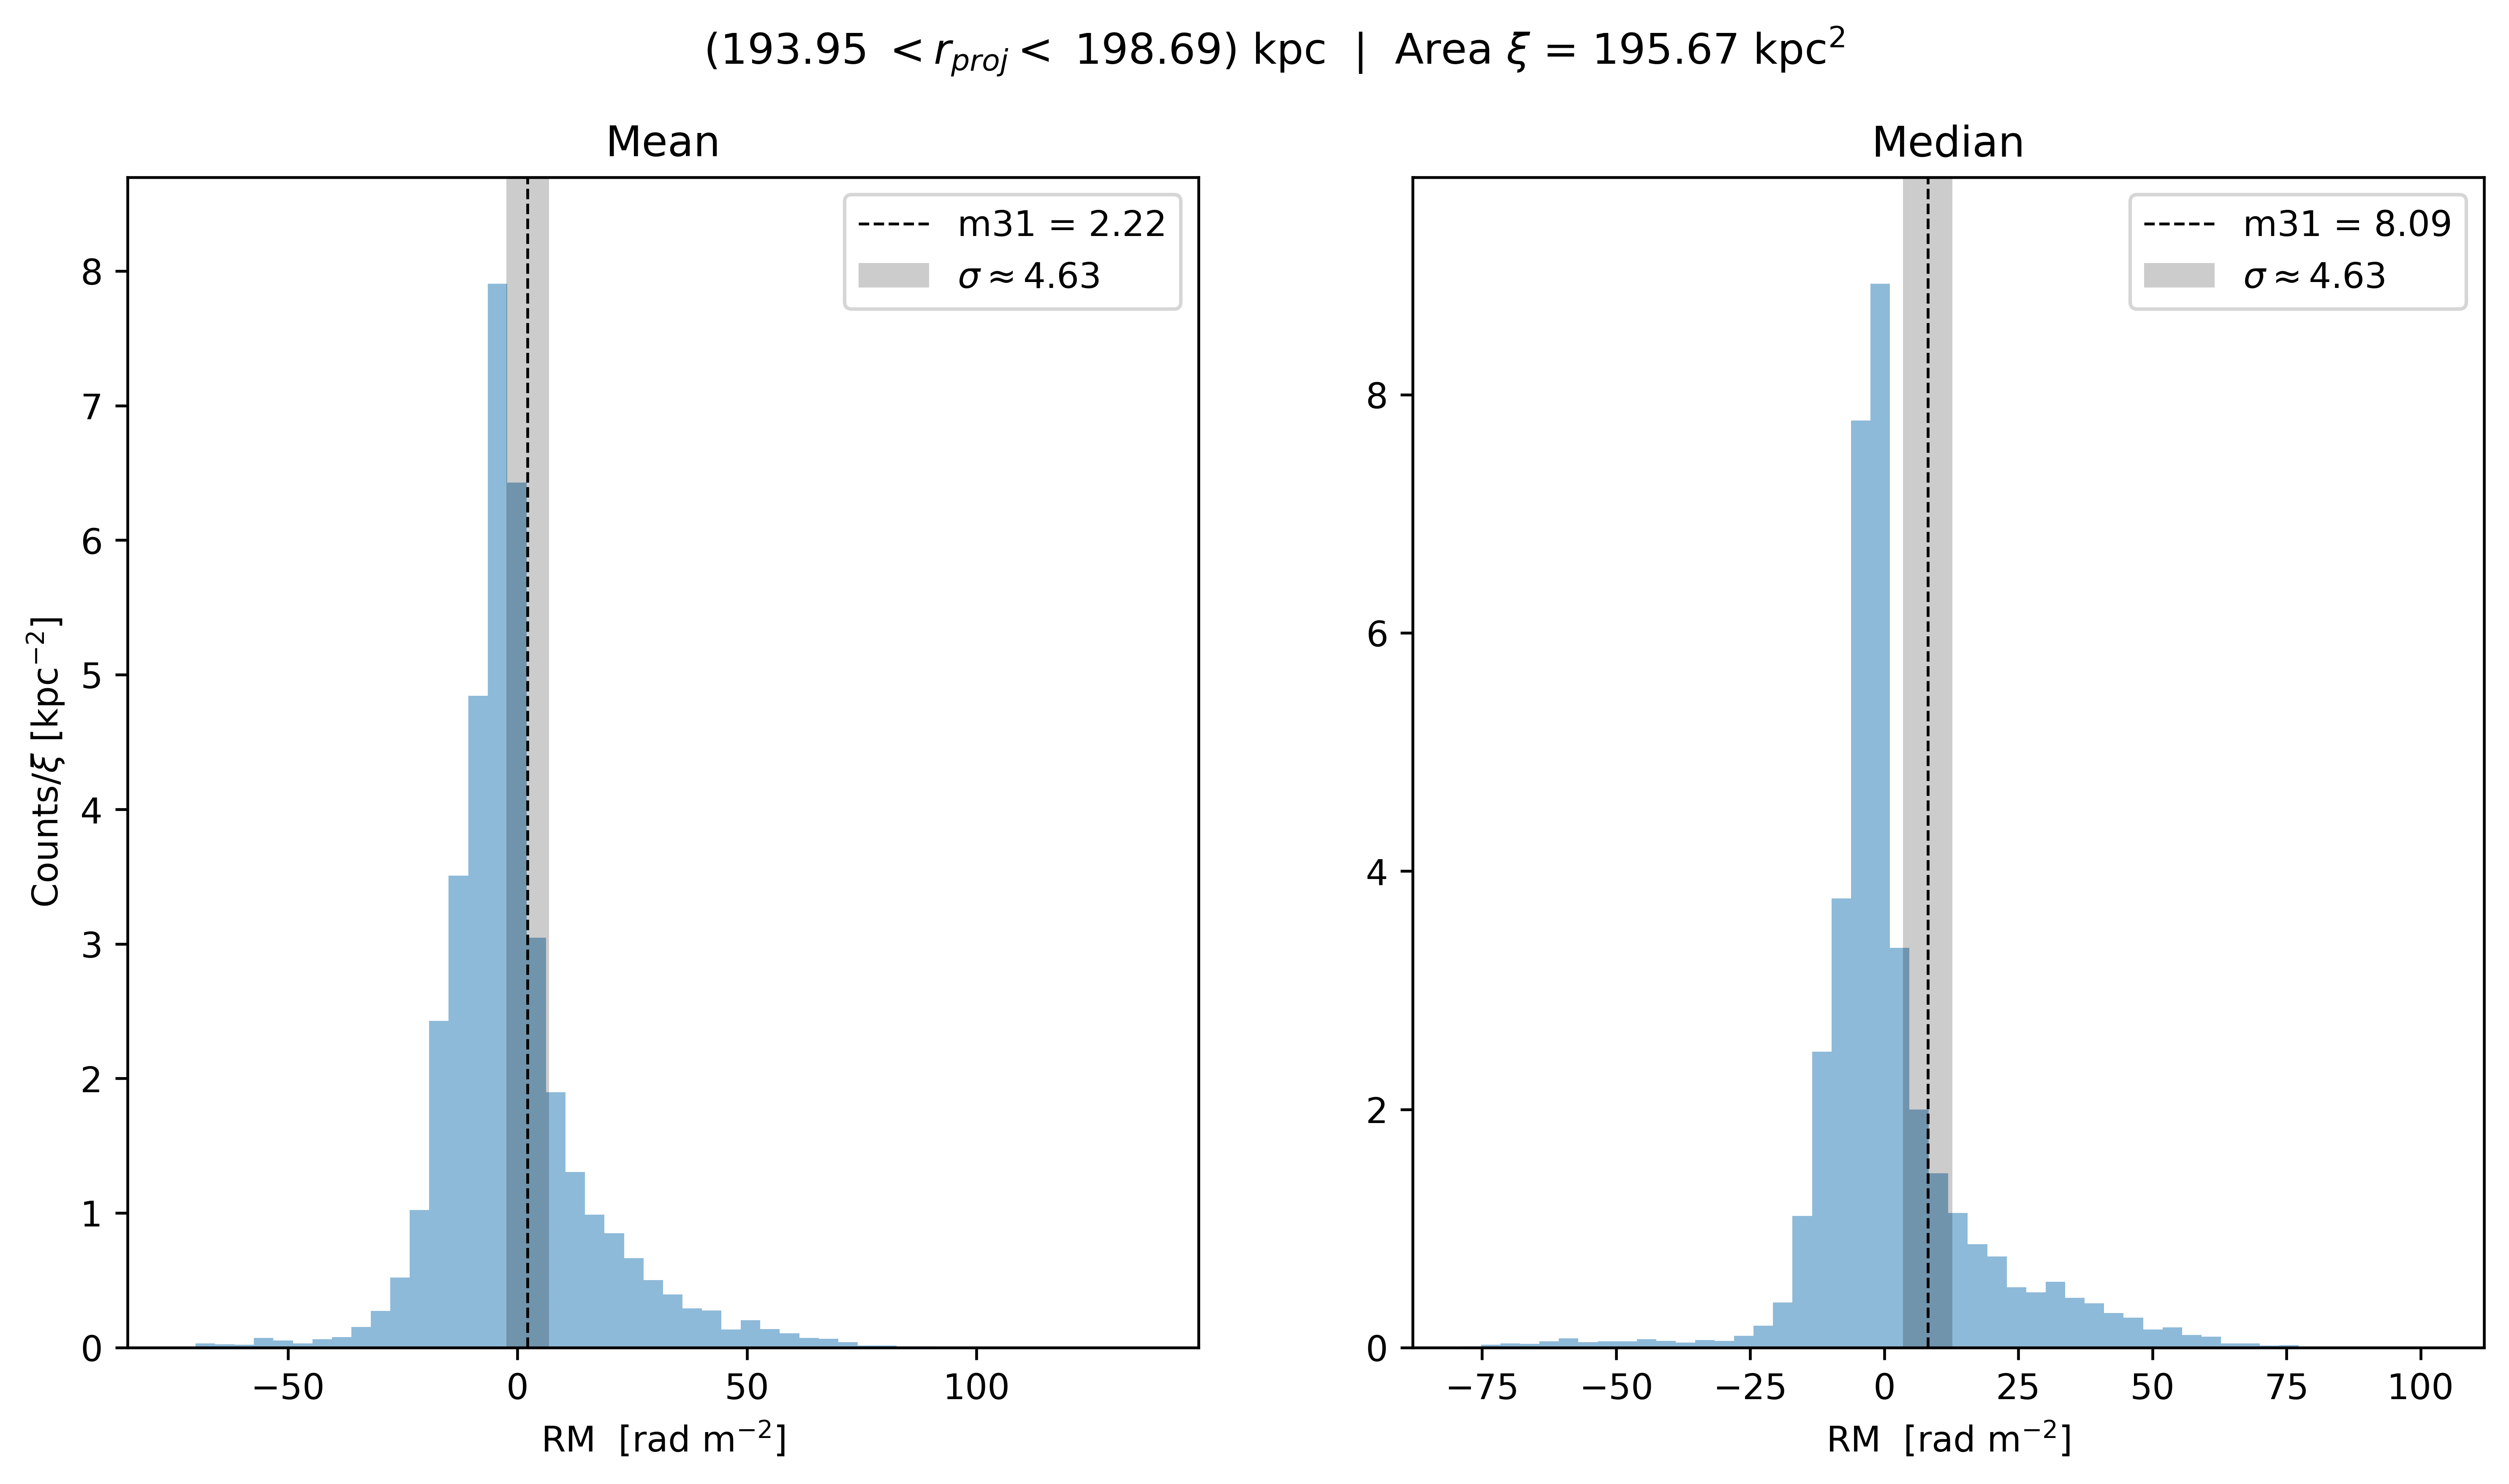 (193.95 < r_proj < 198.69) kpc | Area ξ = 195.67 kpc²
Mean
m31 = 2.22
σ ≈ 4.63
8
7
6
5
4
3
2
1
0
Counts/ξ [kpc⁻²]
−50 0 50 100
RM [rad m⁻²]
Median
m31 = 8.09
σ ≈ 4.63
8
6
4
2
0
−75 −50 −25 0 25 50 75 100
RM [rad m⁻²]